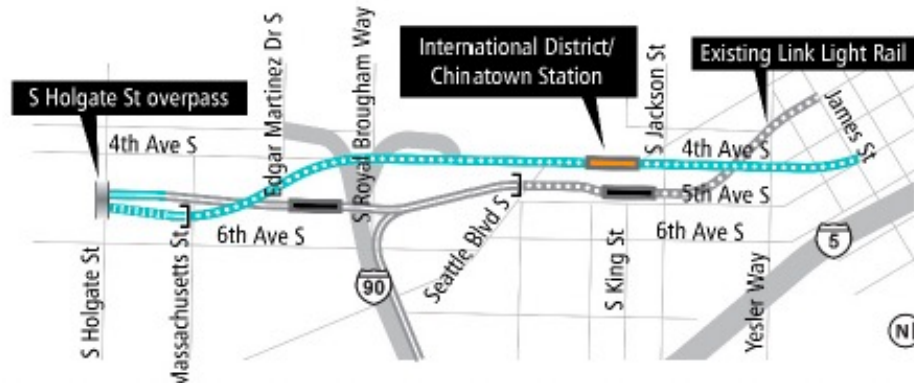 S Holgate St overpass
4th Ave S
Edgar Martinez Dr S
S Royal Brougham Way
International District/
Chinatown Station
S Jackson St
Existing Link Light Rail
James St
4th Ave S
5th Ave S
6th Ave S
6th Ave S
S Holgate St
Massachusetts St
90
Seattle Blvd S
S King St
Yesler Way
5
N